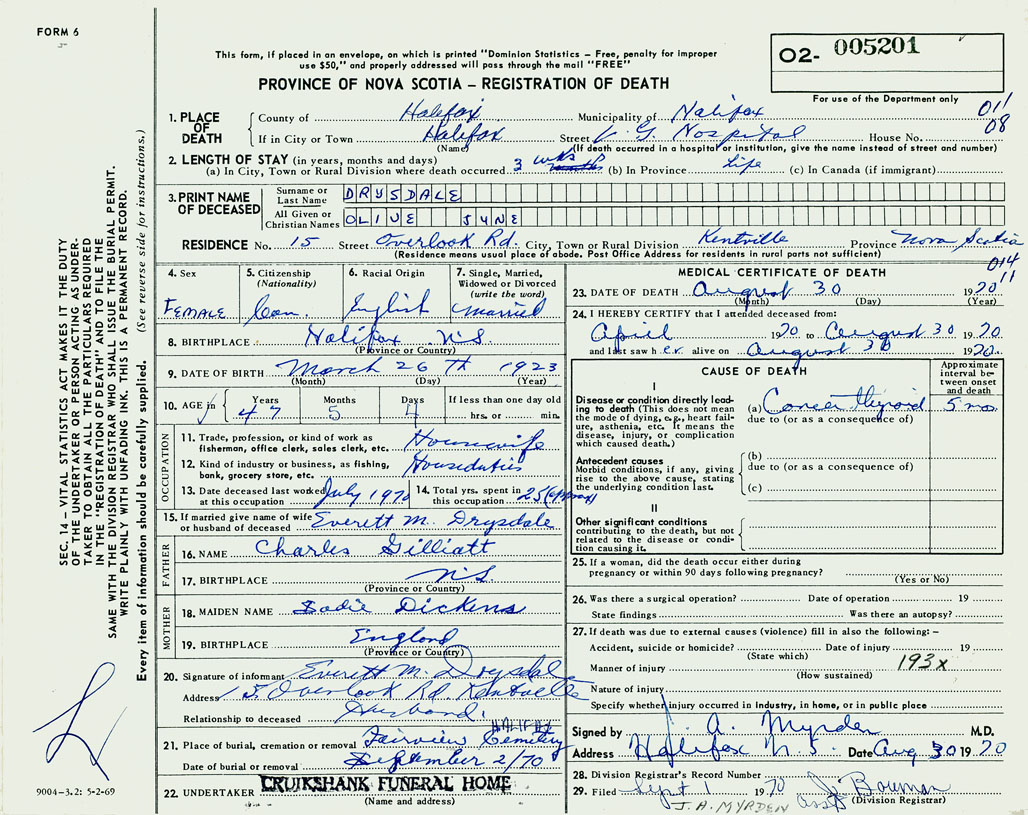 FORM 6
This form, if placed in an envelope, on which is printed "Dominion Statistics – Free, penalty for improper
use $50," and properly addressed will pass through the mail "FREE"
PROVINCE OF NOVA SCOTIA – REGISTRATION OF DEATH
O2- 005201
For use of the Department only
SEC. 14 – VITAL STATISTICS ACT MAKES IT THE DUTY
OF THE UNDERTAKER OR PERSON ACTING AS UNDER-
TAKER TO OBTAIN ALL THE PARTICULARS REQUIRED
IN THE "REGISTRATION OF DEATH" AND TO FILE THE
SAME WITH THE DIVISION REGISTRAR WHO SHALL ISSUE THE BURIAL PERMIT.
WRITE PLAINLY WITH UNFADING INK. THIS IS A PERMANENT RECORD.
Every item of information should be carefully supplied. (See reverse side for instructions.)
1. PLACE OF DEATH
County of Halifax Municipality of Halifax 011
If in City or Town Halifax Street V. G. Hospital House No. 08
(Name) (If death occurred in a hospital or institution, give the name instead of street and number)
2. LENGTH OF STAY (in years, months and days)
(a) In City, Town or Rural Division where death occurred 3 wks months (b) In Province Life (c) In Canada (if immigrant)
3. PRINT NAME OF DECEASED
Surname or Last Name DRYSDALE
All Given or Christian Names OLIVE JUNE
RESIDENCE No. 15 Street Overlook Rd. City, Town or Rural Division Kentville Province Nova Scotia
(Residence means usual place of abode. Post Office Address for residents in rural parts not sufficient)
014
11
4. Sex
FEMALE
5. Citizenship
(Nationality)
Can.
6. Racial Origin
English
7. Single, Married,
Widowed or Divorced
(write the word)
Married
8. BIRTHPLACE Halifax N.S
(Province or Country)
9. DATE OF BIRTH March 26 Th 1923
(Month) (Day) (Year)
10. AGE in Years Months Days If less than one day old
47 5 4 hrs. or min.
OCCUPATION
11. Trade, profession, or kind of work as
fisherman, office clerk, sales clerk, etc. Housewife
12. Kind of industry or business, as fishing,
bank, grocery store, etc. Houseduties
13. Date deceased last worked
at this occupation July 1970
14. Total yrs. spent in
this occupation 25 (approx)
15. If married give name of wife
or husband of deceased Everett M. Drysdale
FATHER
16. NAME Charles Gilliatt
17. BIRTHPLACE N.S
(Province or Country)
MOTHER
18. MAIDEN NAME Sadie Dickens
19. BIRTHPLACE England
(Province or Country)
20. Signature of informant Everett M. Drysdale
Address 15 Overlook Rd. Kentville
Relationship to deceased Husband.
HALIFAX
21. Place of burial, cremation or removal Fairview Cemetery
Date of burial or removal September 2/70
22. UNDERTAKER CRUIKSHANK FUNERAL HOME
(Name and address)
9004–3.2: 5-2-69
MEDICAL CERTIFICATE OF DEATH
23. DATE OF DEATH August 30 1970
(Month) (Day) (Year)
24. I HEREBY CERTIFY that I attended deceased from:
April 1970 to August 30 1970
and last saw her alive on August 30 1970.
CAUSE OF DEATH
Approximate
interval be-
tween onset
and death
I
Disease or condition directly lead-
ing to death (This does not mean
the mode of dying, e.g., heart fail-
ure, asthenia, etc. It means the
disease, injury, or complication
which caused death.)
(a) Cancer thyroid 5 mo
due to (or as a consequence of)
Antecedent causes
Morbid conditions, if any, giving
rise to the above cause, stating
the underlying condition last.
(b)
due to (or as a consequence of)
(c)
II
Other significant conditions
contributing to the death, but not
related to the disease or condi-
tion causing it.
25. If a woman, did the death occur either during
pregnancy or within 90 days following pregnancy?
(Yes or No)
26. Was there a surgical operation? Date of operation 19
State findings Was there an autopsy?
27. If death was due to external causes (violence) fill in also the following: –
Accident, suicide or homicide? Date of injury 19
(State which)
193x
Manner of injury
(How sustained)
Nature of injury
Specify whether injury occurred in industry, in home, or in public place
Signed by J. A. Myrden M.D.
Address Halifax N.S. Date Aug 30 1970
28. Division Registrar's Record Number
29. Filed Sept 1 1970 J. Bowman
(Division Registrar)
J.A. MYRDEN